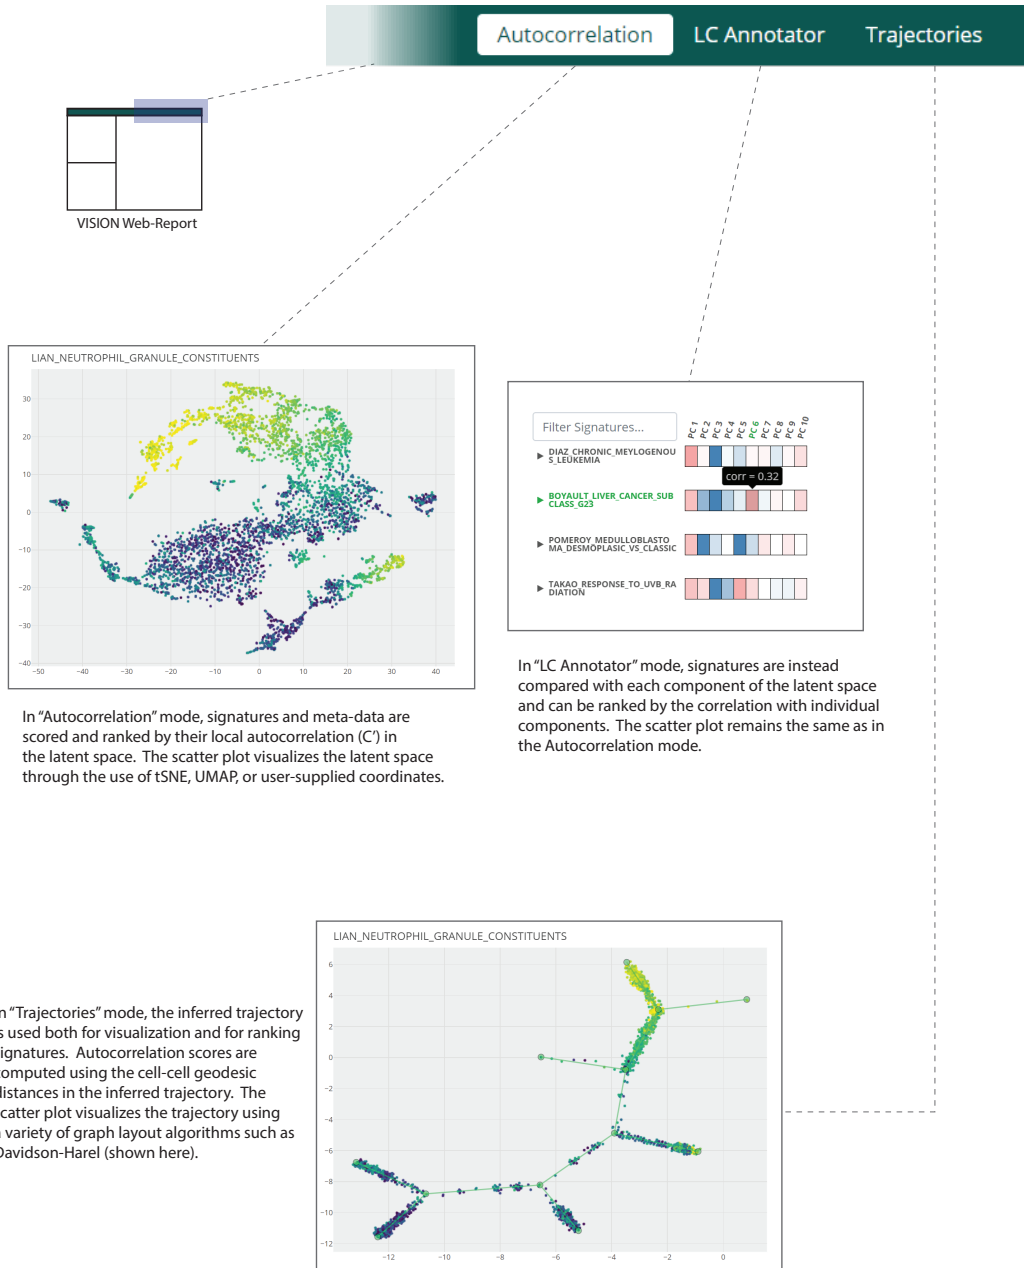 Autocorrelation LC Annotator Trajectories
VISION Web-Report
LIAN_NEUTROPHIL_GRANULE_CONSTITUENTS
30
20
10
0
−10
−20
−30
−40
−50 −40 −30 −20 −10 0 10 20 30 40
Filter Signatures...
PC 1 PC 2 PC 3 PC 4 PC 5 PC 6 PC 7 PC 8 PC 9 PC 10
DIAZ_CHRONIC_MEYLOGENOU
S_LEUKEMIA
corr = 0.32
BOYAULT_LIVER_CANCER_SUB
CLASS_G23
POMEROY_MEDULLOBLASTO
MA_DESMOPLASIC_VS_CLASSIC
TAKAO_RESPONSE_TO_UVB_RA
DIATION
In “Autocorrelation” mode, signatures and meta-data are
scored and ranked by their local autocorrelation (C’) in
the latent space. The scatter plot visualizes the latent space
through the use of tSNE, UMAP, or user-supplied coordinates.
In “LC Annotator” mode, signatures are instead
compared with each component of the latent space
and can be ranked by the correlation with individual
components. The scatter plot remains the same as in
the Autocorrelation mode.
n “Trajectories” mode, the inferred trajectory
s used both for visualization and for ranking
ignatures. Autocorrelation scores are
omputed using the cell-cell geodesic
distances in the inferred trajectory. The
catter plot visualizes the trajectory using
variety of graph layout algorithms such as
Davidson-Harel (shown here).
LIAN_NEUTROPHIL_GRANULE_CONSTITUENTS
6
4
2
0
−2
−4
−6
−8
−10
−12
−12 −10 −8 −6 −4 −2 0